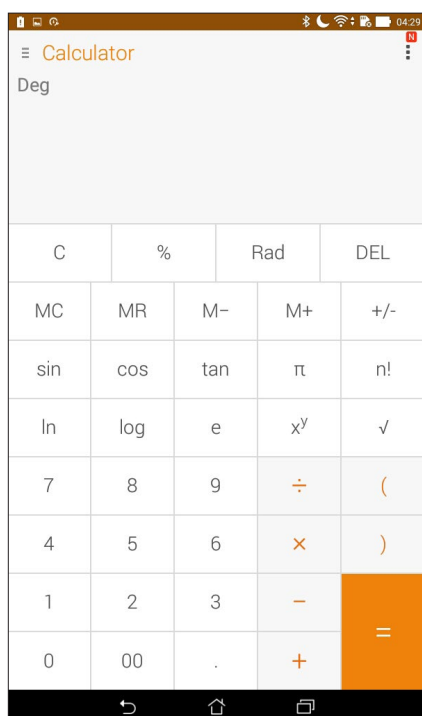 04:29
Calculator
N
Deg
C % Rad DEL
MC MR M− M+ +/-
sin cos tan π n!
ln log e xʸ √
7 8 9 ÷ (
4 5 6 × )
1 2 3 − =
0 00 . +